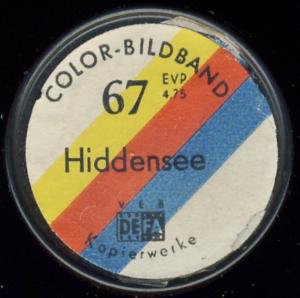 COLOR-BILDBAND
67 EVP 4.75
Hiddensee
VEB
DEFA
Kopierwerke